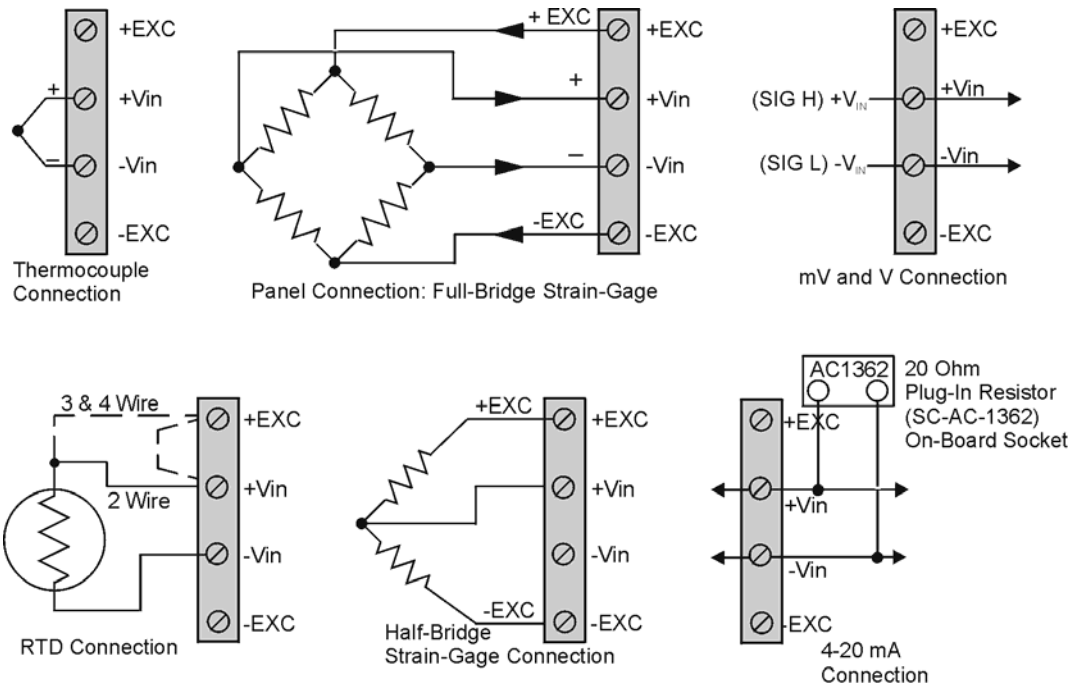 +EXC
+
+Vin
–
-Vin
-EXC
Thermocouple
Connection
+ EXC
+EXC
+
+Vin
–
-Vin
-EXC
-EXC
Panel Connection: Full-Bridge Strain-Gage
+EXC
(SIG H) +VIN
+Vin
(SIG L) -VIN
-Vin
-EXC
mV and V Connection
3 & 4 Wire
+EXC
2 Wire
+Vin
-Vin
-EXC
RTD Connection
+EXC
+EXC
+Vin
-Vin
-EXC
-EXC
Half-Bridge
Strain-Gage Connection
AC1362
20 Ohm
Plug-In Resistor
(SC-AC-1362)
On-Board Socket
+EXC
+Vin
-Vin
-EXC
4-20 mA
Connection